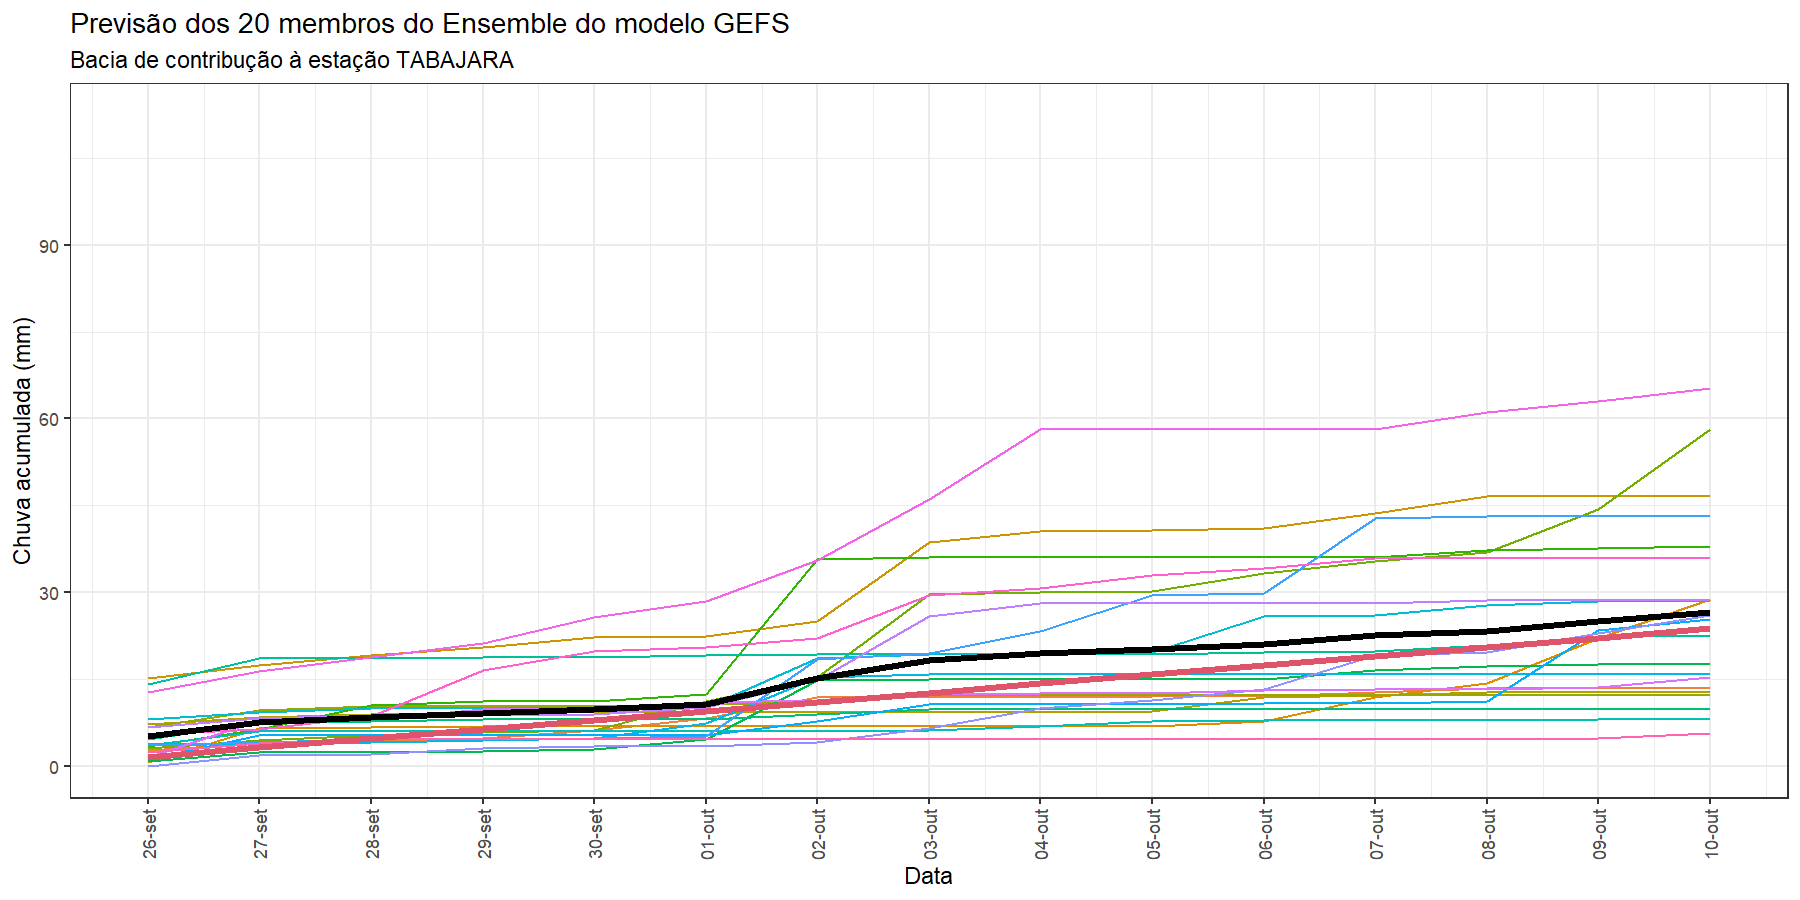 Previsão dos 20 membros do Ensemble do modelo GEFS
Bacia de contribução à estação TABAJARA
Chuva acumulada (mm)
90
60
30
0
26-set
27-set
28-set
29-set
30-set
01-out
02-out
03-out
04-out
05-out
06-out
07-out
08-out
09-out
10-out
Data